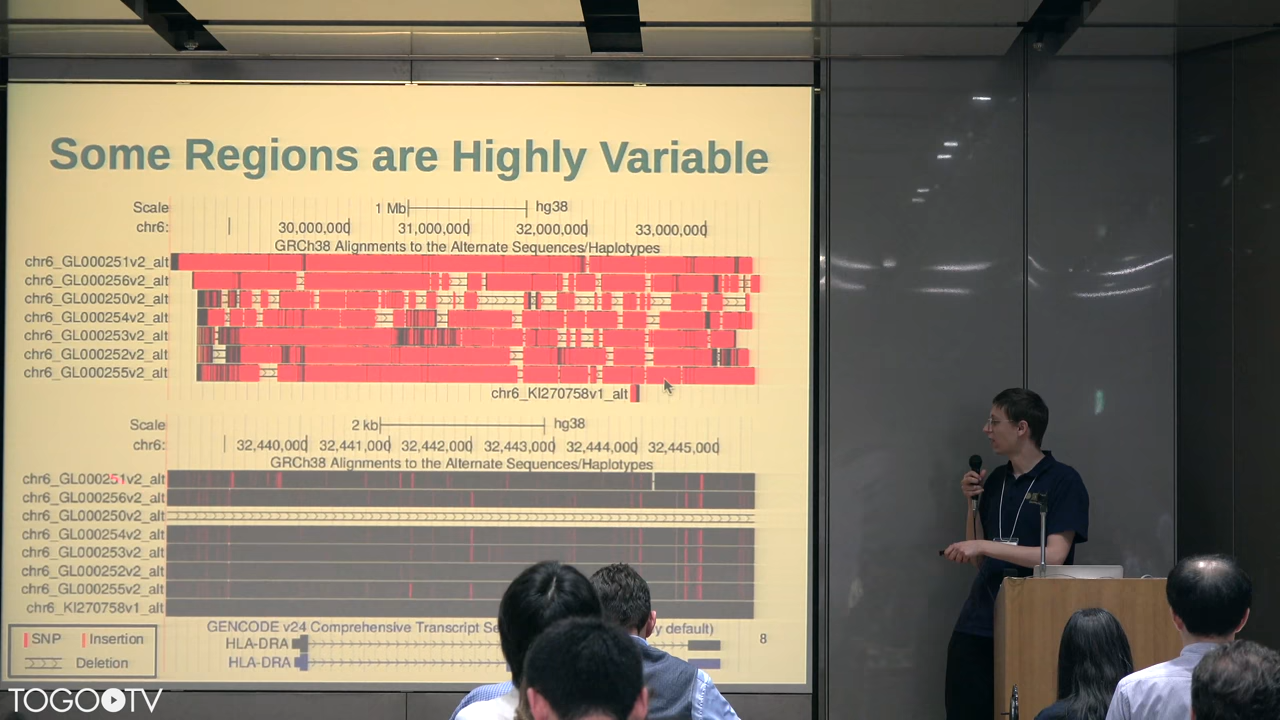 Some Regions are Highly Variable
Scale 1 Mb hg38
chr6: 30,000,000 31,000,000 32,000,000 33,000,000
GRCh38 Alignments to the Alternate Sequences/Haplotypes
chr6_GL000251v2_alt
chr6_GL000256v2_alt
chr6_GL000250v2_alt
chr6_GL000254v2_alt
chr6_GL000253v2_alt
chr6_GL000252v2_alt
chr6_GL000255v2_alt
chr6_KI270758v1_alt
Scale 2 kb hg38
chr6: 32,440,000 32,441,000 32,442,000 32,443,000 32,444,000 32,445,000
GRCh38 Alignments to the Alternate Sequences/Haplotypes
chr6_GL000251v2_alt
chr6_GL000256v2_alt
chr6_GL000250v2_alt
chr6_GL000254v2_alt
chr6_GL000253v2_alt
chr6_GL000252v2_alt
chr6_GL000255v2_alt
chr6_KI270758v1_alt
GENCODE v24 Comprehensive Transcript default)
SNP Insertion
Deletion
HLA-DRA
HLA-DRA
8
TOGO TV